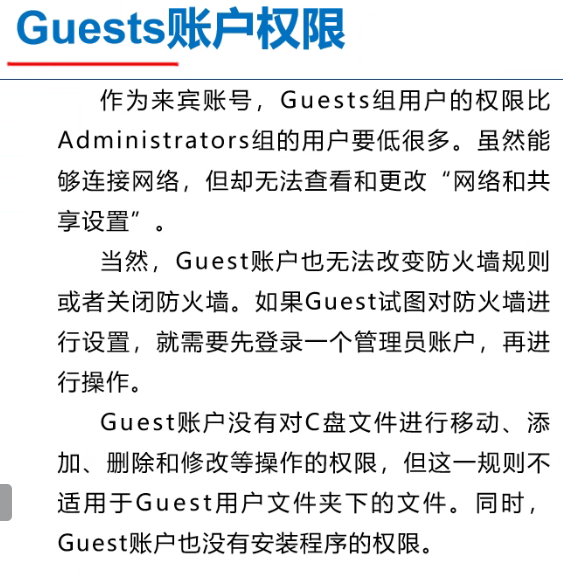 Guests账户权限
作为来宾账号，Guests组用户的权限比
Administrators组的用户要低很多。虽然能
够连接网络，但却无法查看和更改“网络和共
享设置”。
当然，Guest账户也无法改变防火墙规则
或者关闭防火墙。如果Guest试图对防火墙进
行设置，就需要先登录一个管理员账户，再进
行操作。
Guest账户没有对C盘文件进行移动、添
加、删除和修改等操作的权限，但这一规则不
适用于Guest用户文件夹下的文件。同时，
Guest账户也没有安装程序的权限。